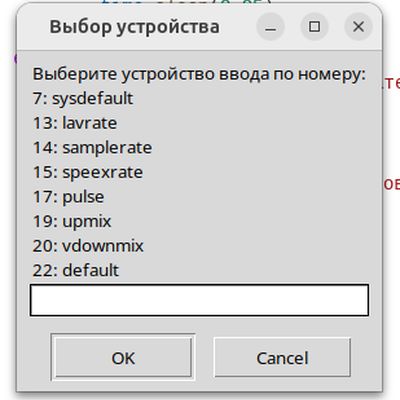 Выбор устройства
Выберите устройство ввода по номеру:
7: sysdefault
13: lavrate
14: samplerate
15: speexrate
17: pulse
19: upmix
20: vdownmix
22: default
OK
Cancel